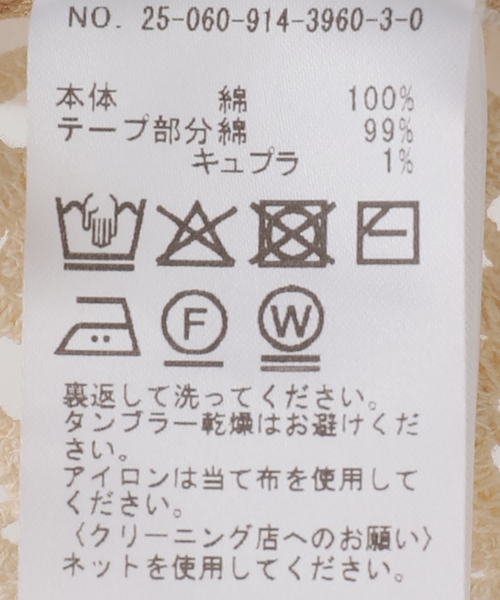 NO. 25-060-914-3960-3-0
本体 綿 100%
テープ部分綿 99%
キュプラ 1%
F W
裏返して洗ってください。
タンブラー乾燥はお避けくだ
さい。
アイロンは当て布を使用して
ください。
〈クリーニング店へのお願い〉
ネットを使用してください。